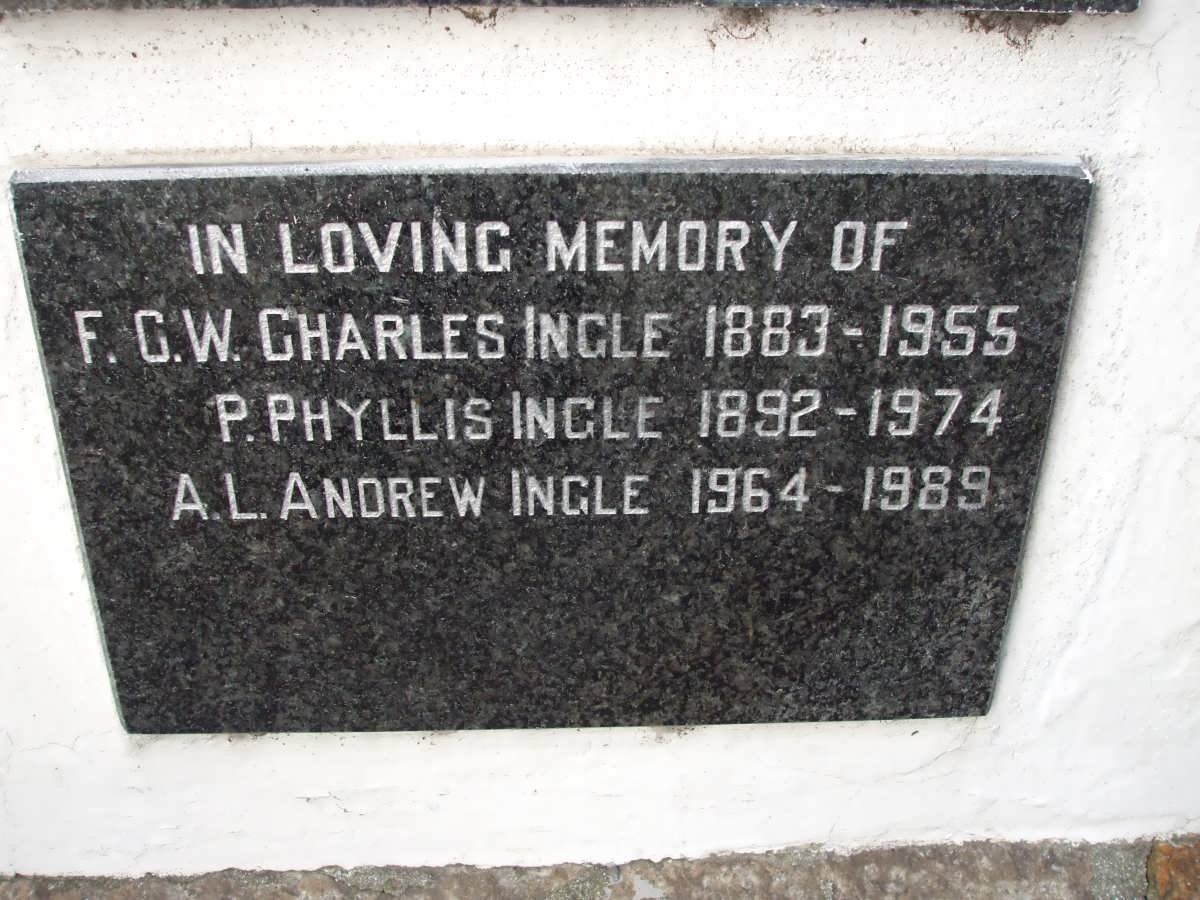 IN LOVING MEMORY OF
F. G. W. CHARLES INGLE 1883 - 1955
P. PHYLLIS INGLE 1892 - 1974
A. L. ANDREW INGLE 1964 - 1989